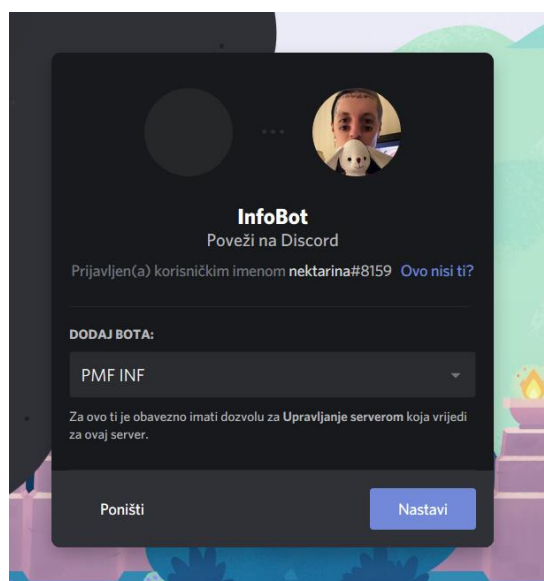 InfoBot
Poveži na Discord
Prijavljen(a) korisničkim imenom nektarina#8159 Ovo nisi ti?
DODAJ BOTA:
PMF INF
Za ovo ti je obavezno imati dozvolu za Upravljanje serverom koja vrijedi
za ovaj server.
Poništi
Nastavi